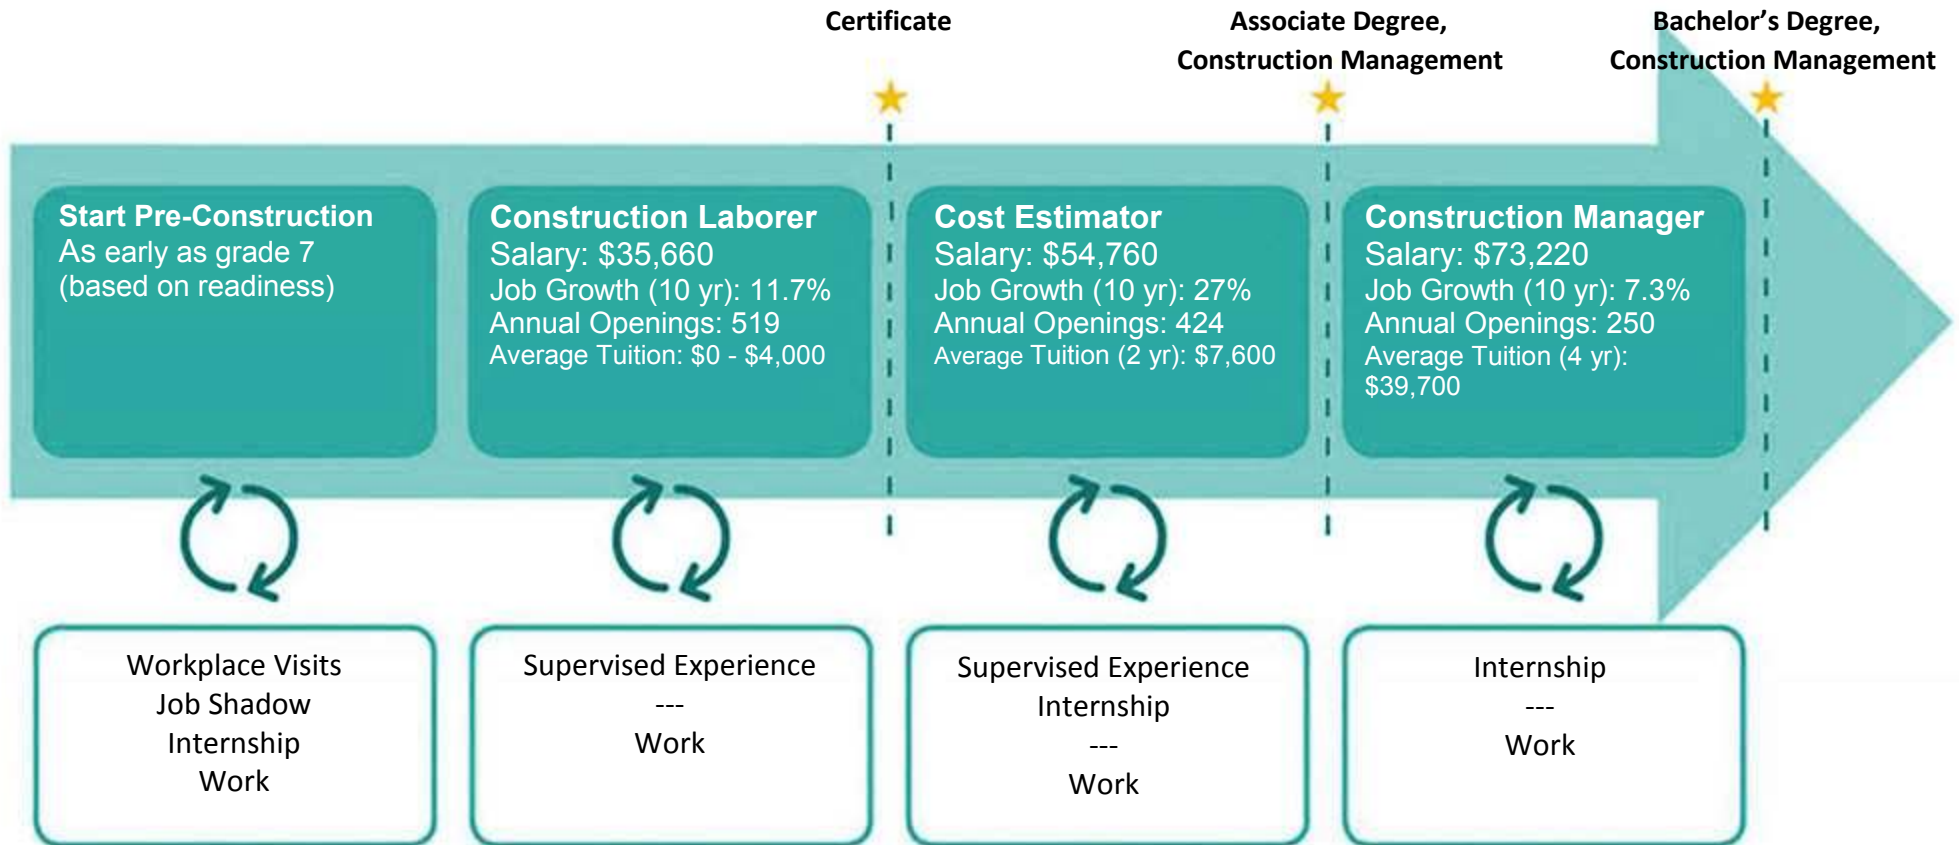 Certificate
Associate Degree,
Construction Management
Bachelor’s Degree,
Construction Management
Start Pre-Construction
As early as grade 7
(based on readiness)
Construction Laborer
Salary: $35,660
Job Growth (10 yr): 11.7%
Annual Openings: 519
Average Tuition: $0 - $4,000
Cost Estimator
Salary: $54,760
Job Growth (10 yr): 27%
Annual Openings: 424
Average Tuition (2 yr): $7,600
Construction Manager
Salary: $73,220
Job Growth (10 yr): 7.3%
Annual Openings: 250
Average Tuition (4 yr):
$39,700
Workplace Visits
Job Shadow
Internship
Work
Supervised Experience
---
Work
Supervised Experience
Internship
---
Work
Internship
---
Work